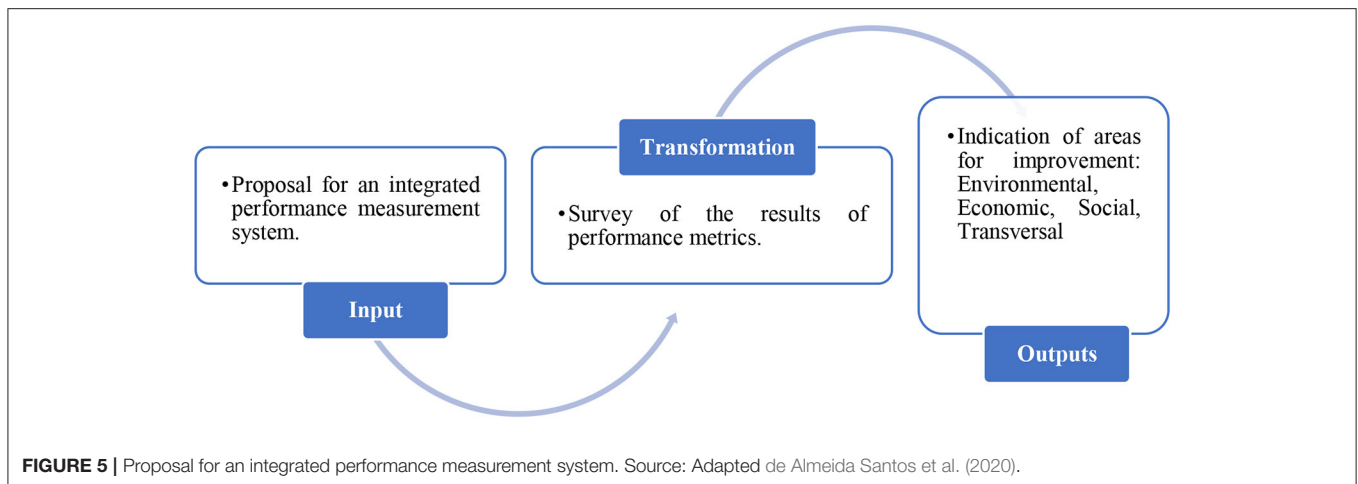 •Proposal for an integrated
performance measurement
system.
Input
Transformation
•Survey of the results of
performance metrics.
•Indication of areas
for improvement:
Environmental,
Economic, Social,
Transversal
Outputs
FIGURE 5 | Proposal for an integrated performance measurement system. Source: Adapted de Almeida Santos et al. (2020).